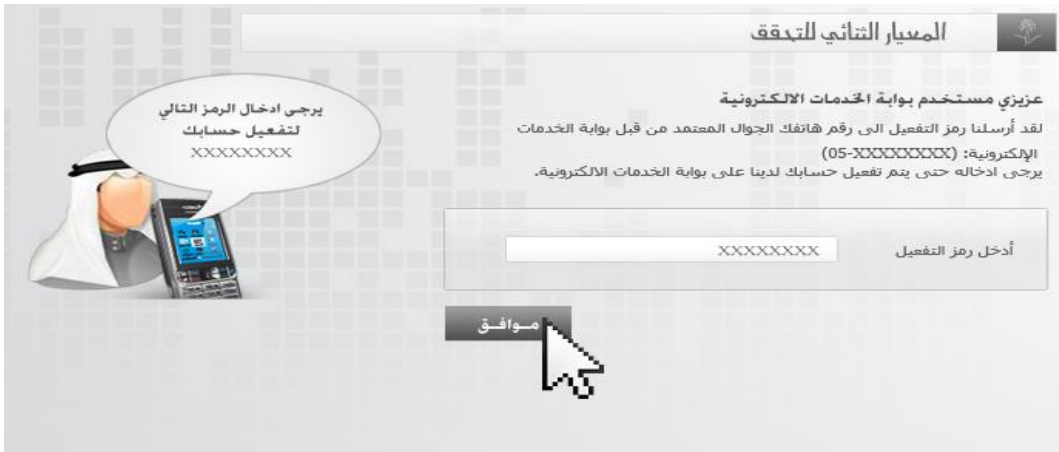 المعيار الثنائي للتحقق
عزيزي مستخدم بوابة الخدمات الالكترونية
لقد أرسلنا رمز التفعيل الى رقم هاتفك الجوال المعتمد من قبل بوابة الخدمات
الإلكترونية: (05-XXXXXXXXX)
يرجى ادخاله حتى يتم تفعيل حسابك لدينا على بوابة الخدمات الالكترونية.
يرجى ادخال الرمز التالي
لتفعيل حسابك
XXXXXXXX
أدخل رمز التفعيل XXXXXXXX
موافق